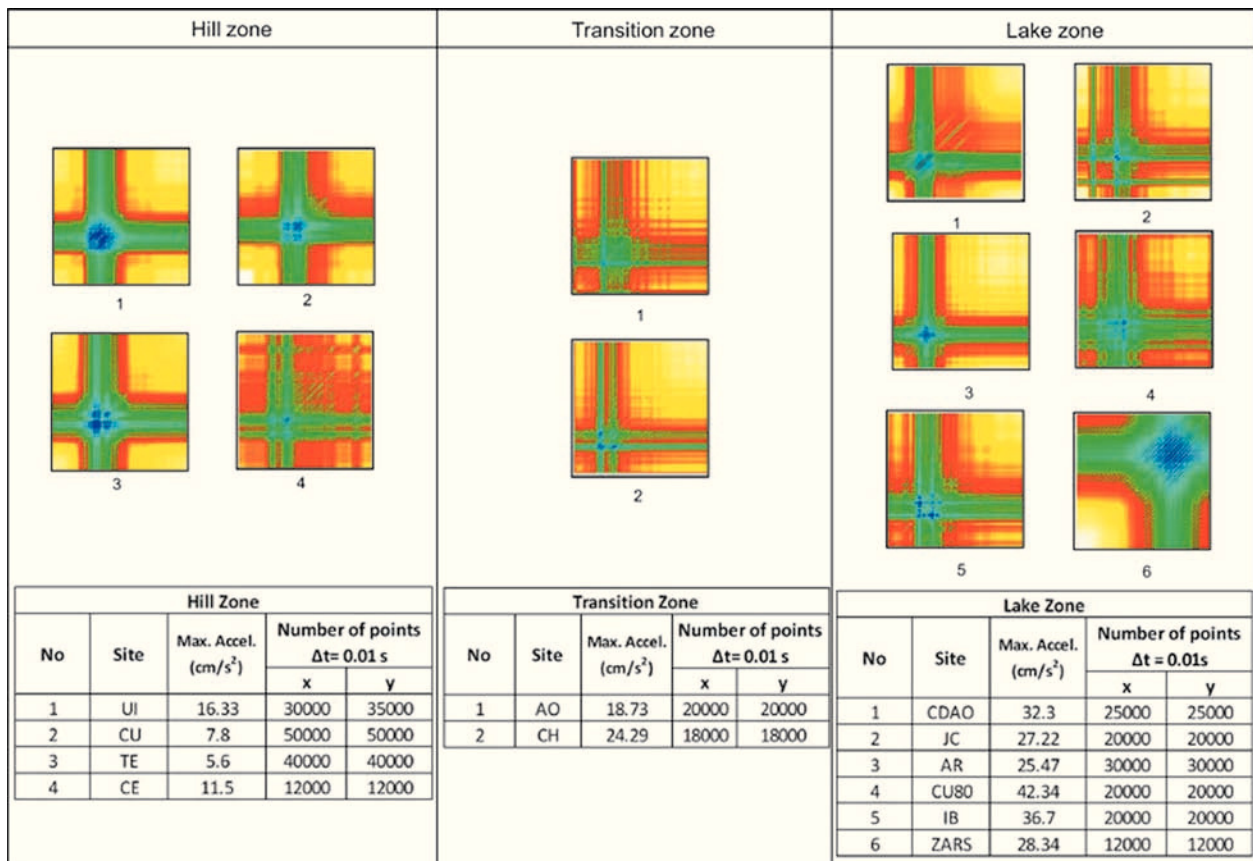 Hill zone
Transition zone
Lake zone
1
2
3
4
1
2
1
2
3
4
5
6
Hill Zone
No Site Max. Accel. (cm/s²) Number of points Δt= 0.01 s
x y
1 UI 16.33 30000 35000
2 CU 7.8 50000 50000
3 TE 5.6 40000 40000
4 CE 11.5 12000 12000
Transition Zone
No Site Max. Accel. (cm/s²) Number of points Δt= 0.01 s
x y
1 AO 18.73 20000 20000
2 CH 24.29 18000 18000
Lake Zone
No Site Max. Accel. (cm/s²) Number of points Δt = 0.01s
x y
1 CDAO 32.3 25000 25000
2 JC 27.22 20000 20000
3 AR 25.47 30000 30000
4 CU80 42.34 20000 20000
5 IB 36.7 20000 20000
6 ZARS 28.34 12000 12000